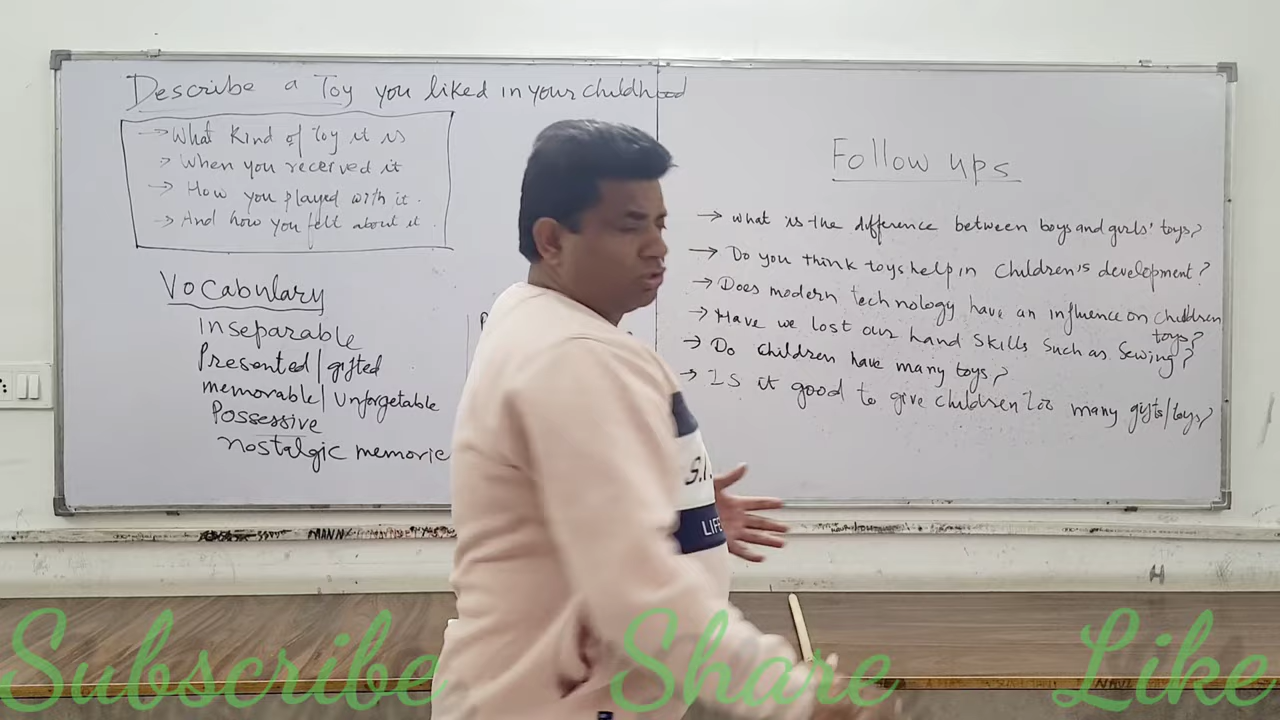 Describe a Toy you liked in your childhood
→ What kind of toy it is
→ When you received it
→ How you played with it.
→ And how you felt about it.
Vocabulary
inseparable
Presented/gifted
memorable/unforgetable
Possessive
nostalgic memorie
Follow ups
→ what is the difference between boys and girls' toys?
→ Do you think toys help in children's development?
→ Does modern technology have an influence on children
toys?
→ Have we lost our hand skills such as sewing?
→ Do children have many toys?
→ Is it good to give children too many gifts/toys?
S.
LIFE
Subscribe Share Like